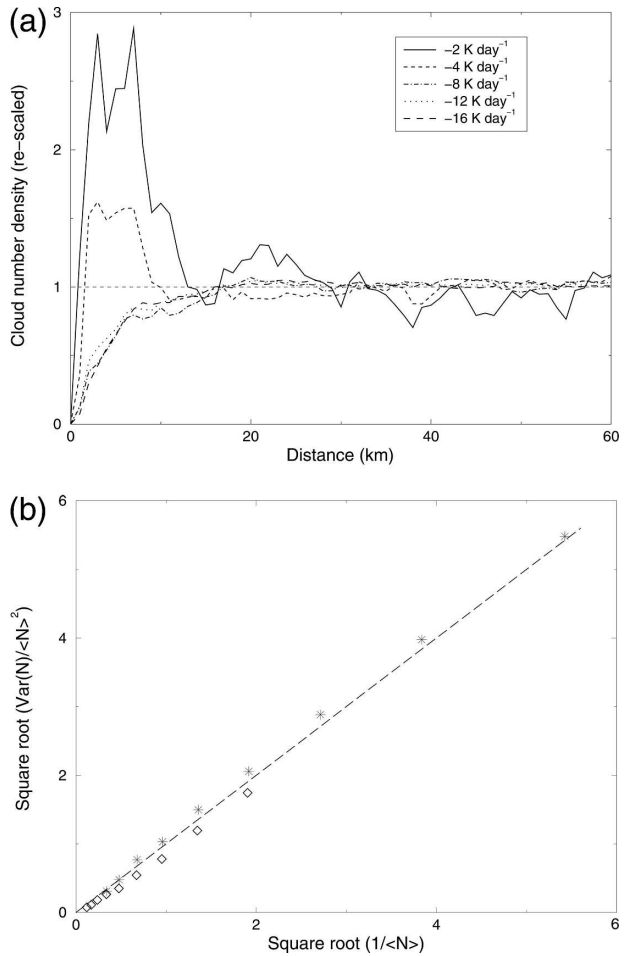 (a)
3
2
1
0
Cloud number density (re-scaled)
−2 K day⁻¹
−4 K day⁻¹
−8 K day⁻¹
−12 K day⁻¹
−16 K day⁻¹
0
20
40
60
Distance (km)
(b)
6
4
2
0
Square root (Var(N)/<N>²)
0
2
4
6
Square root (1/<N>)